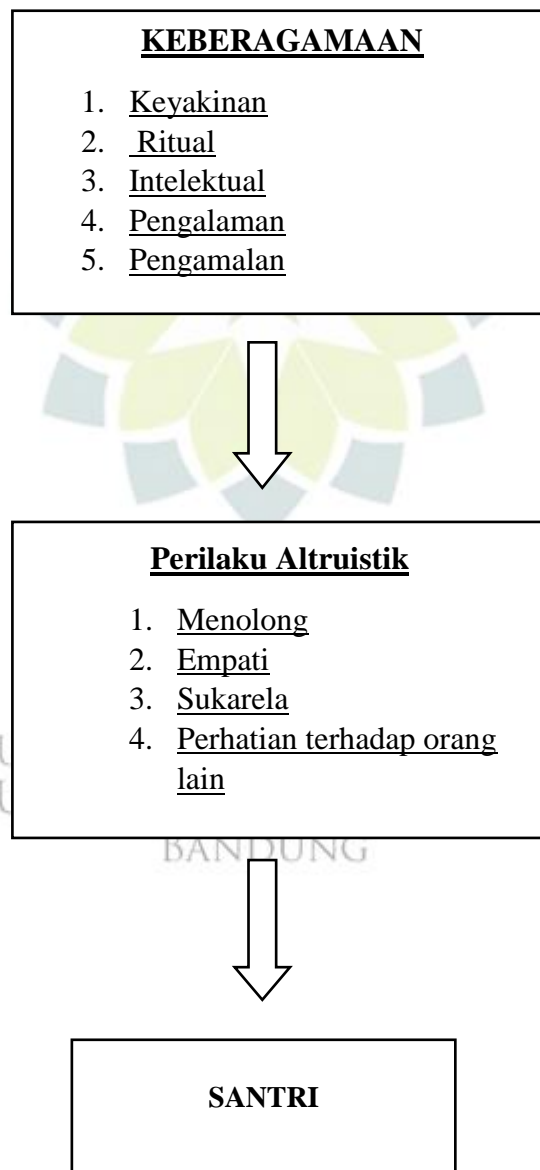 KEBERAGAMAAN
1. Keyakinan
2. Ritual
3. Intelektual
4. Pengalaman
5. Pengamalan
Perilaku Altruistik
1. Menolong
2. Empati
3. Sukarela
4. Perhatian terhadap orang
lain
BANDUNG
SANTRI